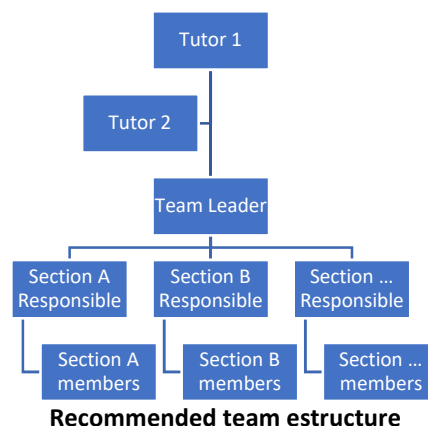 Tutor 1
Tutor 2
Team Leader
Section A
Responsible
Section B
Responsible
Section ...
Responsible
Section A
members
Section B
members
Section ...
members
Recommended team estructure